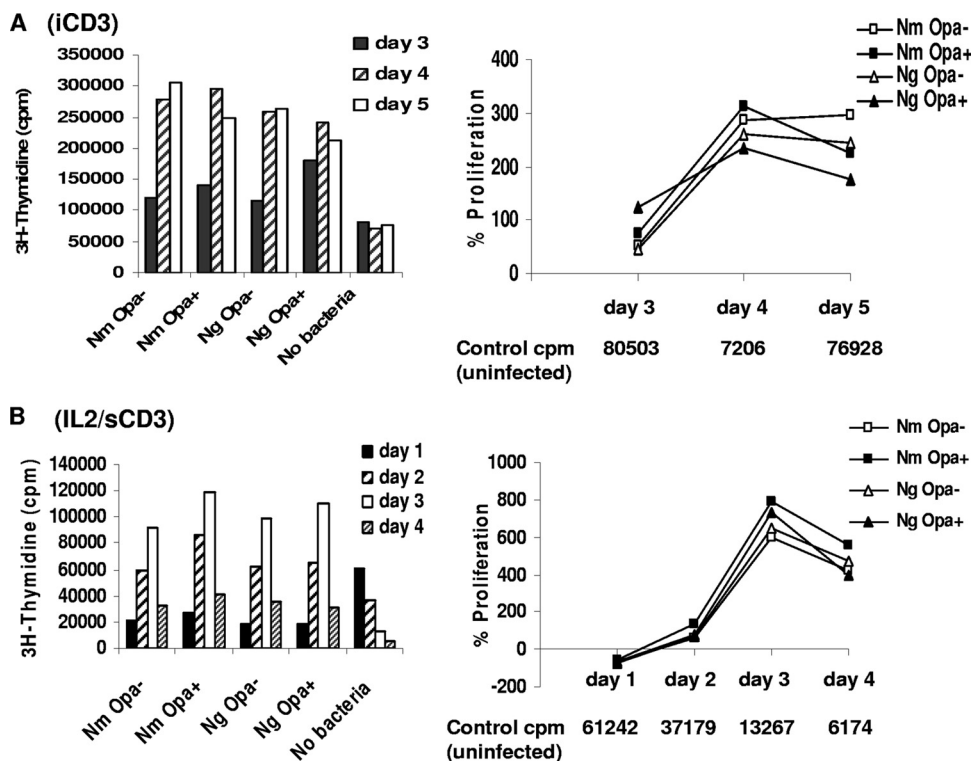 A (iCD3)
3H-Thymidine (cpm)
350000
300000
250000
200000
150000
100000
50000
0
day 3
day 4
day 5
Nm Opa-
Nm Opa+
Ng Opa-
Ng Opa+
No bacteria
% Proliferation
400
300
200
100
0
Nm Opa-
Nm Opa+
Ng Opa-
Ng Opa+
day 3 day 4 day 5
Control cpm 80503 7206 76928
(uninfected)
B (IL2/sCD3)
3H-Thymidine (cpm)
140000
120000
100000
80000
60000
40000
20000
0
day 1
day 2
day 3
day 4
Nm Opa-
Nm Opa+
Ng Opa-
Ng Opa+
No bacteria
% Proliferation
1000
800
600
400
200
0
-200
Nm Opa-
Nm Opa+
Ng Opa-
Ng Opa+
day 1 day 2 day 3 day 4
Control cpm 61242 37179 13267 6174
(uninfected)